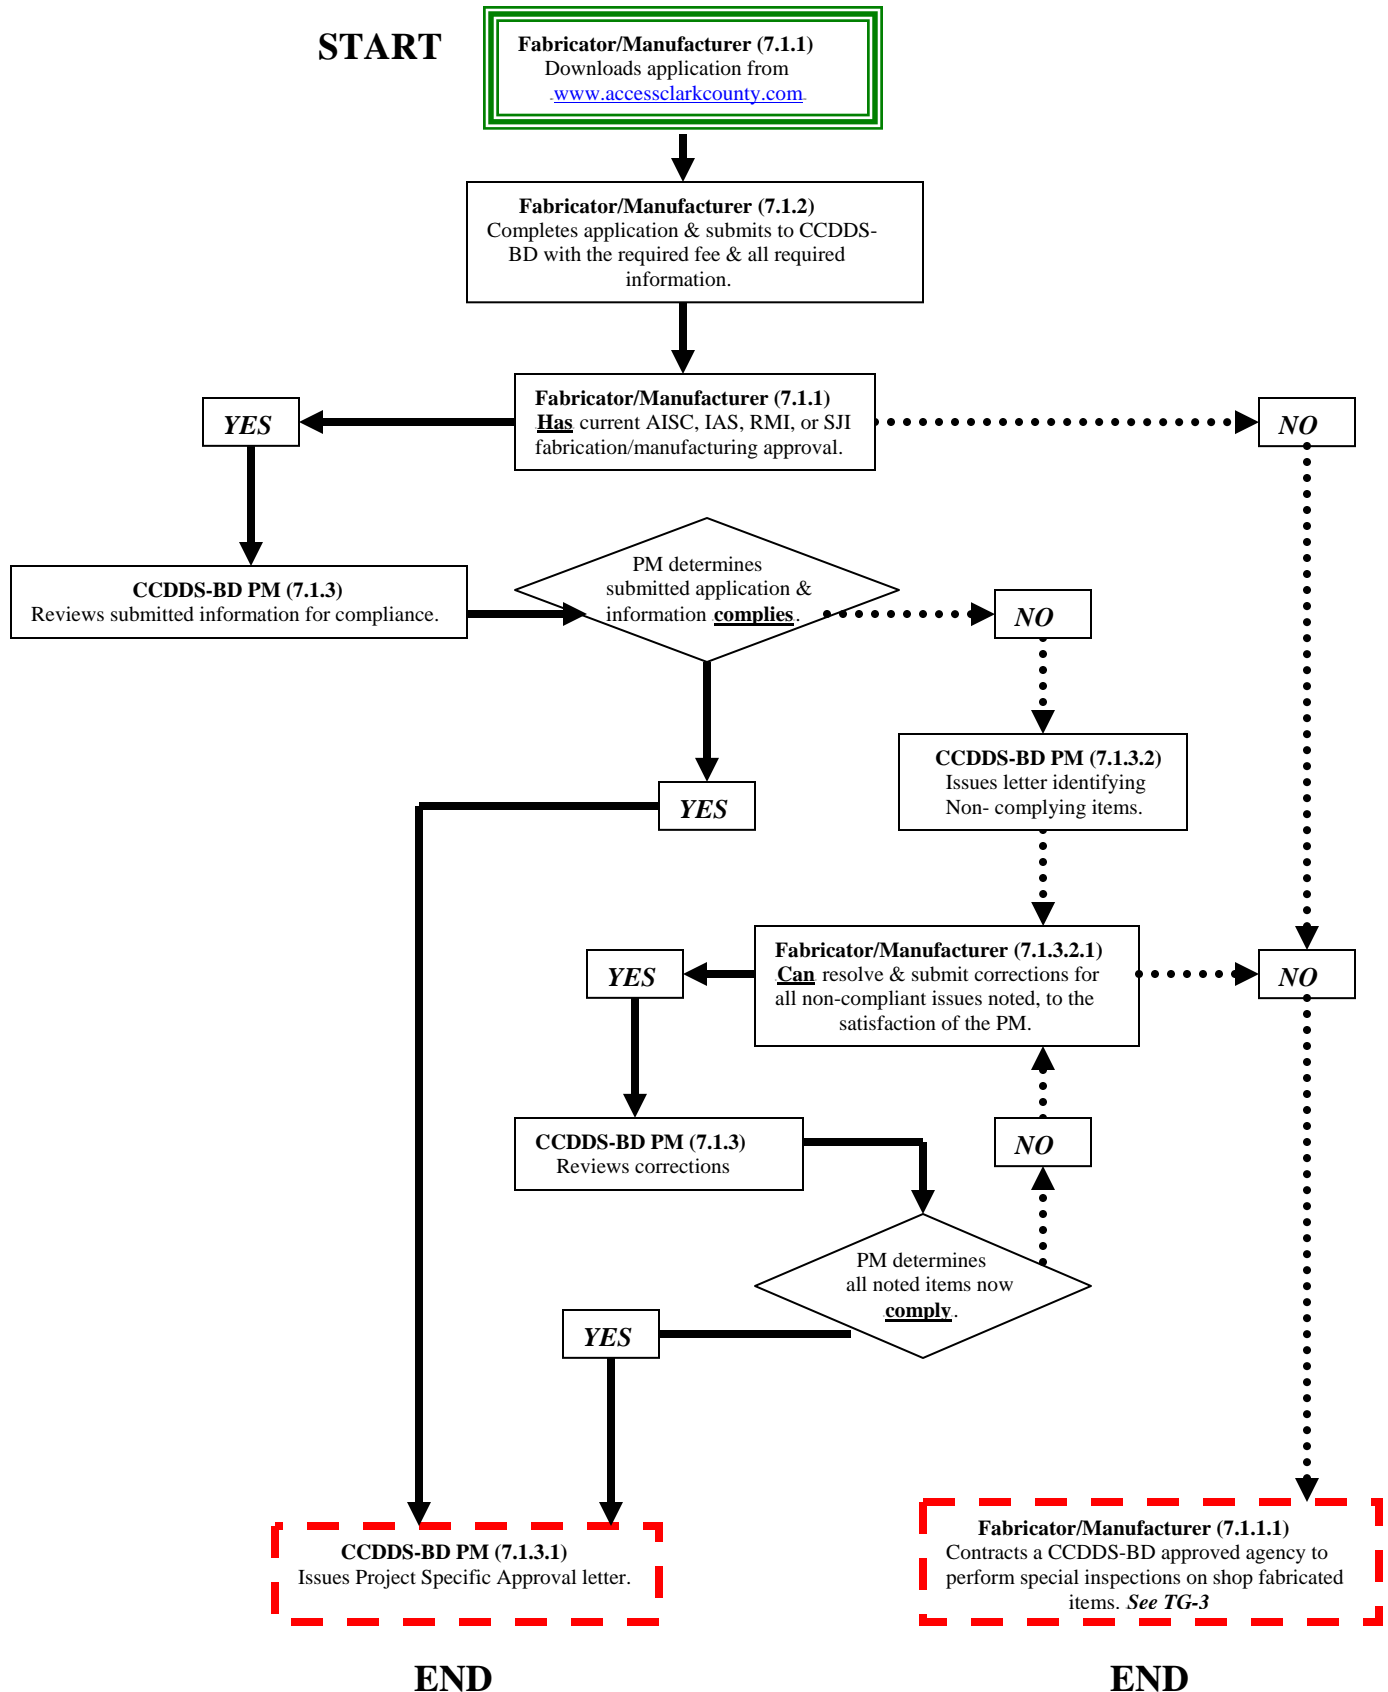 START
Fabricator/Manufacturer (7.1.1)
Downloads application from
www.accessclarkcounty.com
Fabricator/Manufacturer (7.1.2)
Completes application & submits to CCDDS-
BD with the required fee & all required
information.
Fabricator/Manufacturer (7.1.1)
Has current AISC, IAS, RMI, or SJI
fabrication/manufacturing approval.
YES
NO
CCDDS-BD PM (7.1.3)
Reviews submitted information for compliance.
PM determines
submitted application &
information complies.
NO
CCDDS-BD PM (7.1.3.2)
Issues letter identifying
Non- complying items.
YES
Fabricator/Manufacturer (7.1.3.2.1)
Can resolve & submit corrections for
all non-compliant issues noted, to the
satisfaction of the PM.
YES
NO
CCDDS-BD PM (7.1.3)
Reviews corrections
NO
PM determines
all noted items now
comply.
YES
CCDDS-BD PM (7.1.3.1)
Issues Project Specific Approval letter.
Fabricator/Manufacturer (7.1.1.1)
Contracts a CCDDS-BD approved agency to
perform special inspections on shop fabricated
items. See TG-3
END
END